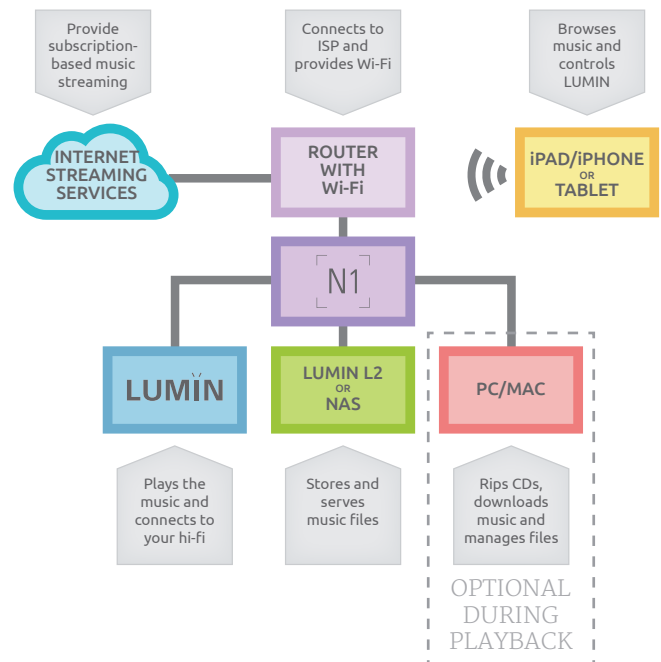 Provide
subscription-
based music
streaming
Connects to
ISP and
provides Wi-Fi
Browses
music and
controls
LUMIN
INTERNET
STREAMING
SERVICES
ROUTER
WITH
Wi-Fi
iPAD/iPHONE
OR
TABLET
N1
LUMIN
LUMIN L2
OR
NAS
PC/MAC
Plays the
music and
connects to
your hi-fi
Stores and
serves
music files
Rips CDs,
downloads
music and
manages files
OPTIONAL
DURING
PLAYBACK